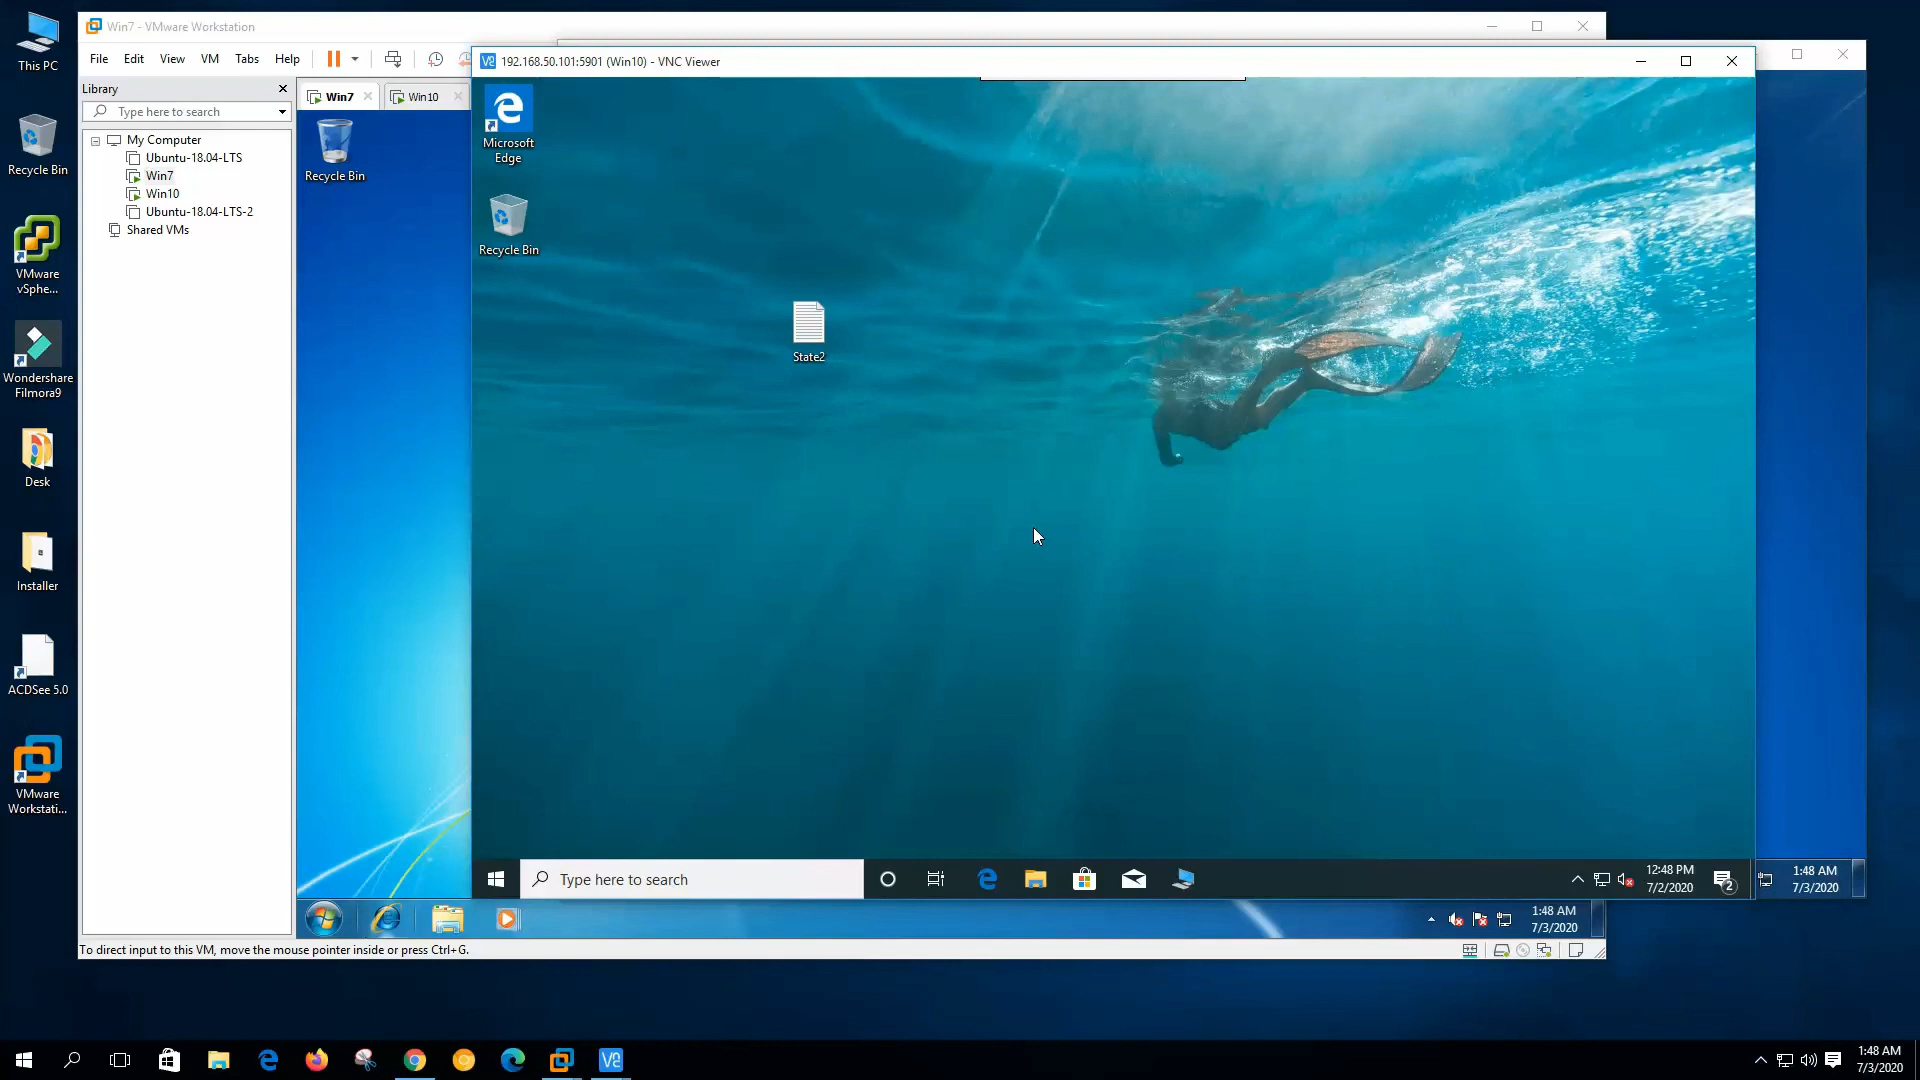 This PC
Recycle Bin
VMware
vSphe...
Wondershare
Filmora9
Desk
Installer
ACDSee 5.0
VMware
Workstati...
Win7 - VMware Workstation
File Edit View VM Tabs Help
Library
Type here to search
My Computer
Ubuntu-18.04-LTS
Win7
Win10
Ubuntu-18.04-LTS-2
Shared VMs
Win7
Win10
Recycle Bin
192.168.50.101:5901 (Win10) - VNC Viewer
Microsoft
Edge
Recycle Bin
State2
Type here to search
12:48 PM
7/2/2020
2
1:48 AM
7/3/2020
1:48 AM
7/3/2020
To direct input to this VM, move the mouse pointer inside or press Ctrl+G.
1:48 AM
7/3/2020